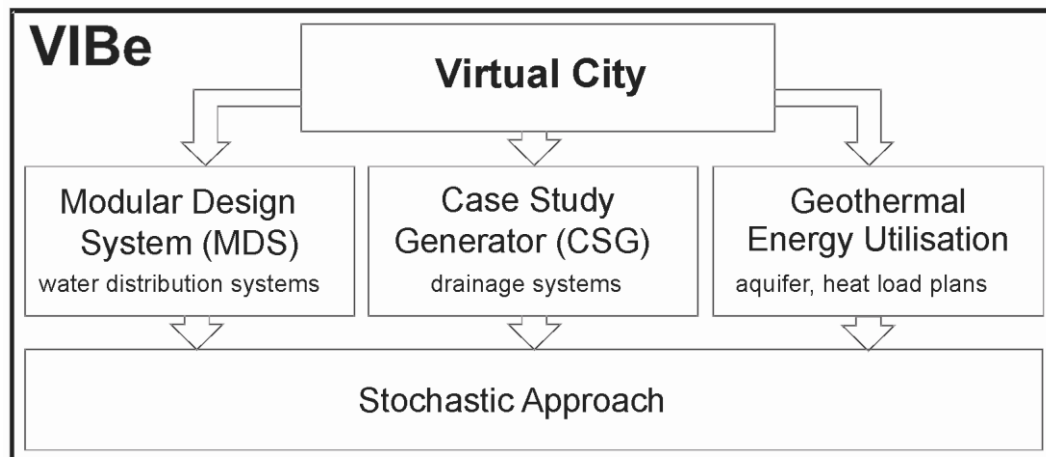 VIBe
Virtual City
Modular Design
System (MDS)
water distribution systems
Case Study
Generator (CSG)
drainage systems
Geothermal
Energy Utilisation
aquifer, heat load plans
Stochastic Approach